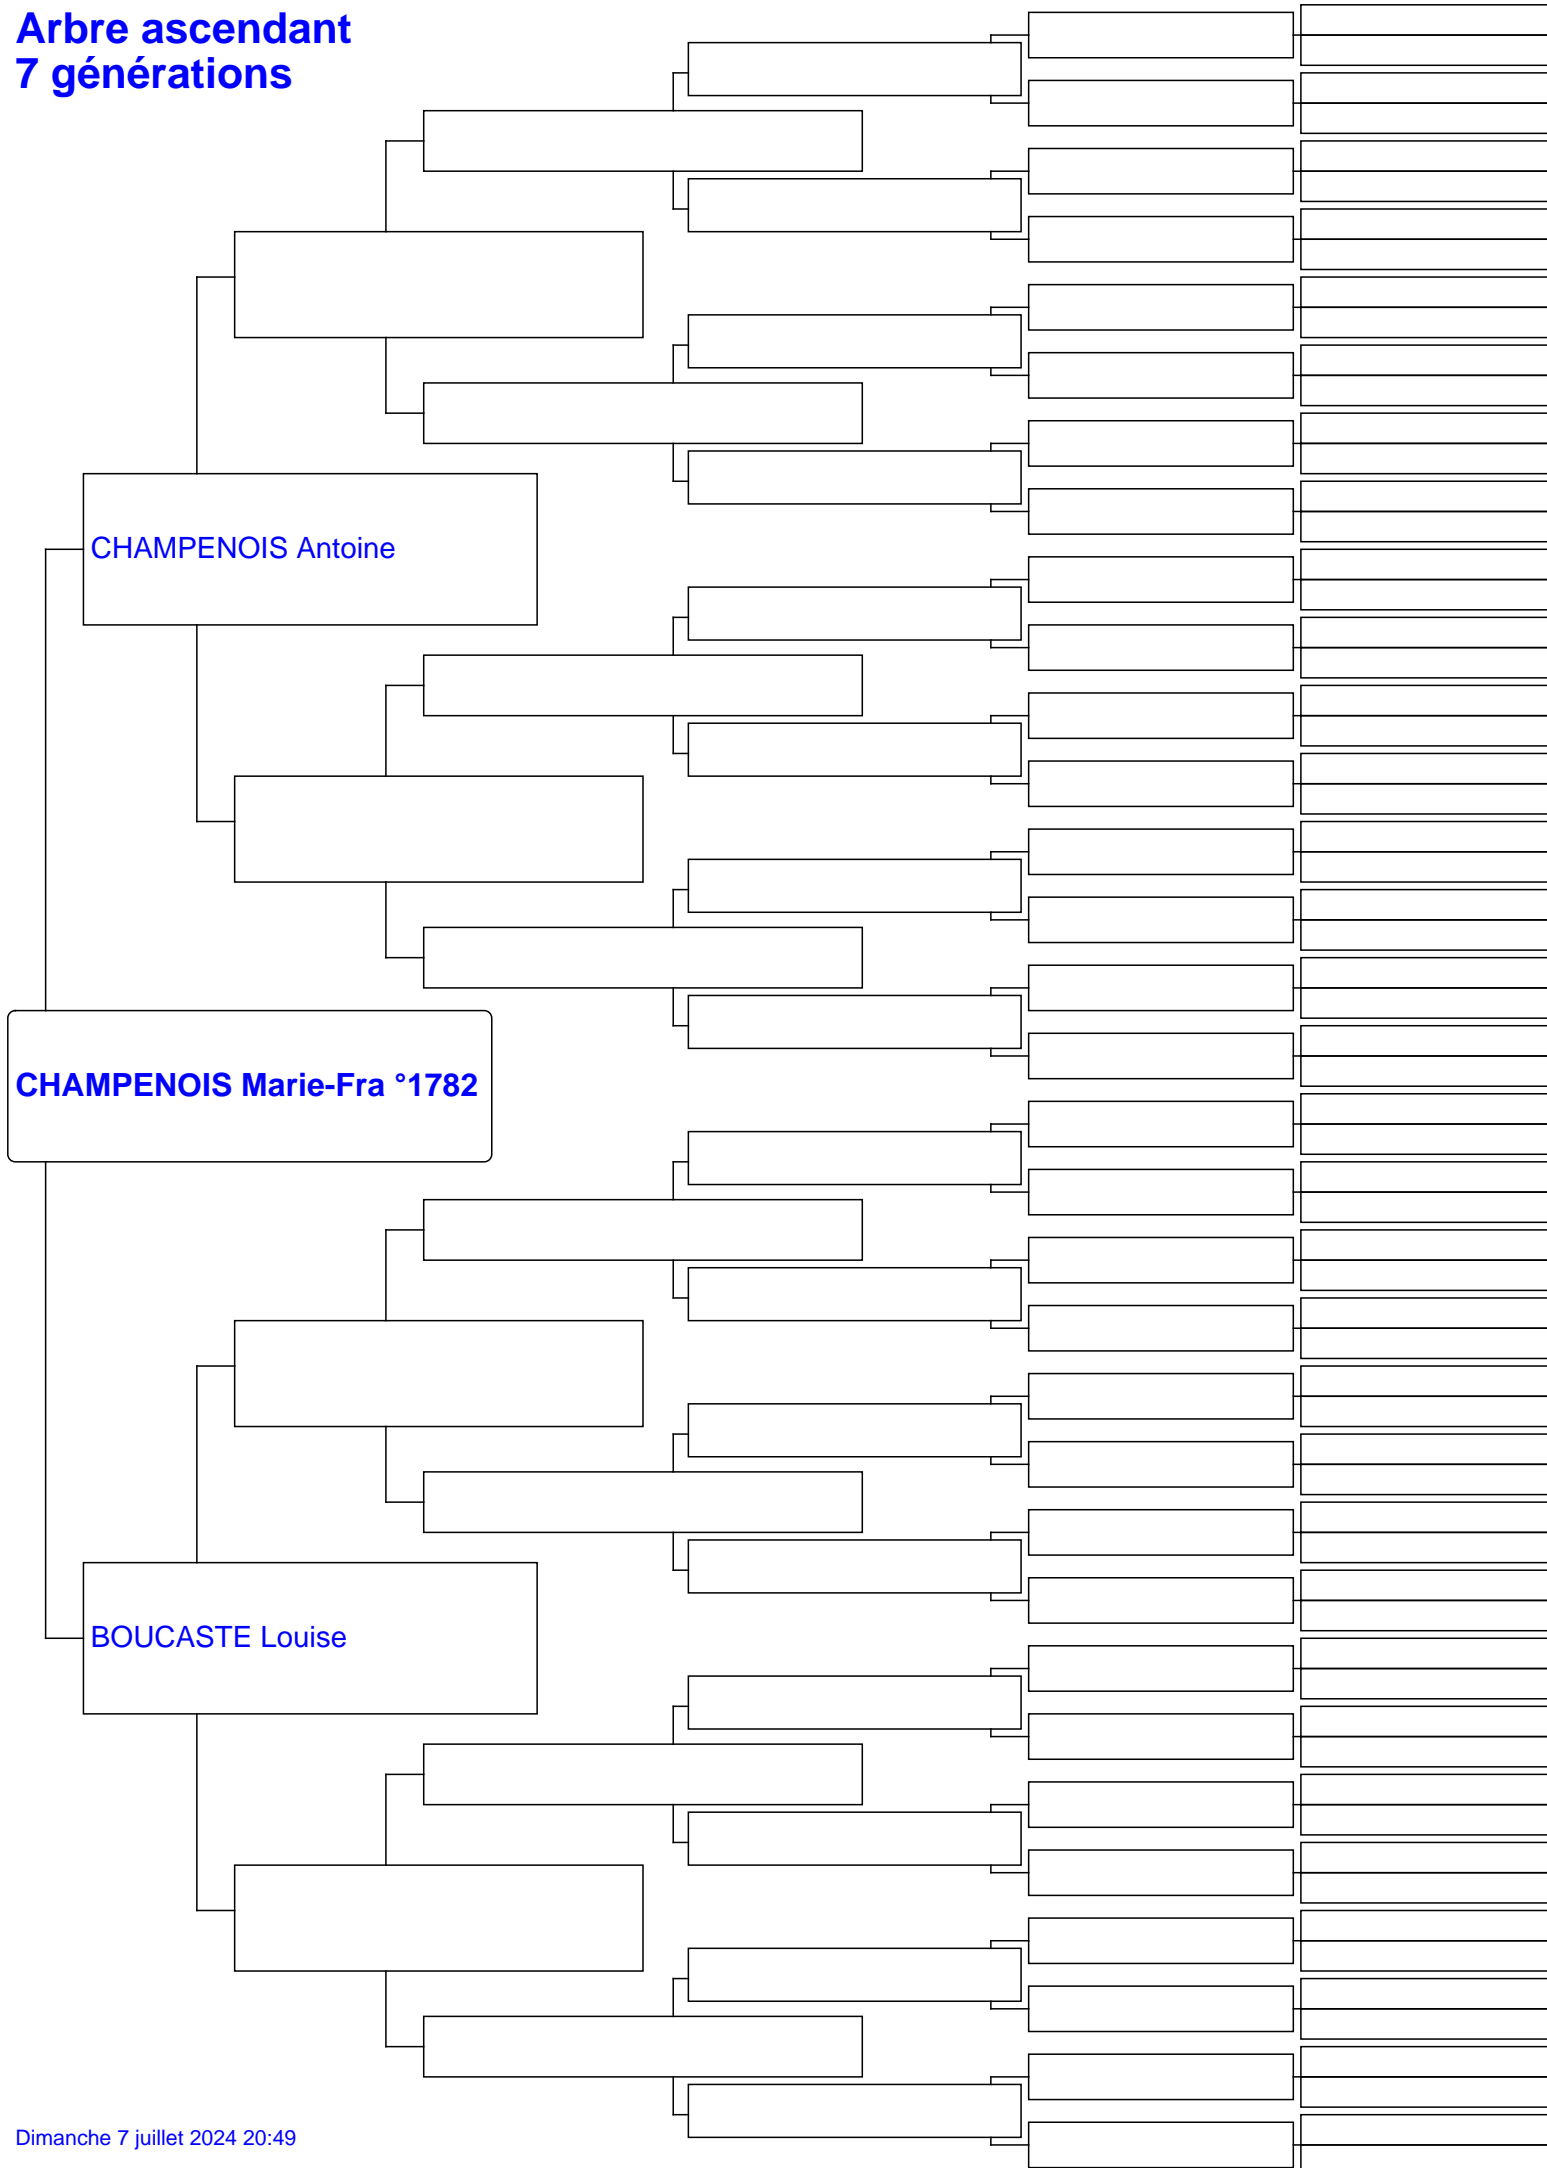 Arbre ascendant
7 générations
CHAMPENOIS Antoine
CHAMPENOIS Marie-Fra °1782
BOUCASTE Louise
Dimanche 7 juillet 2024 20:49